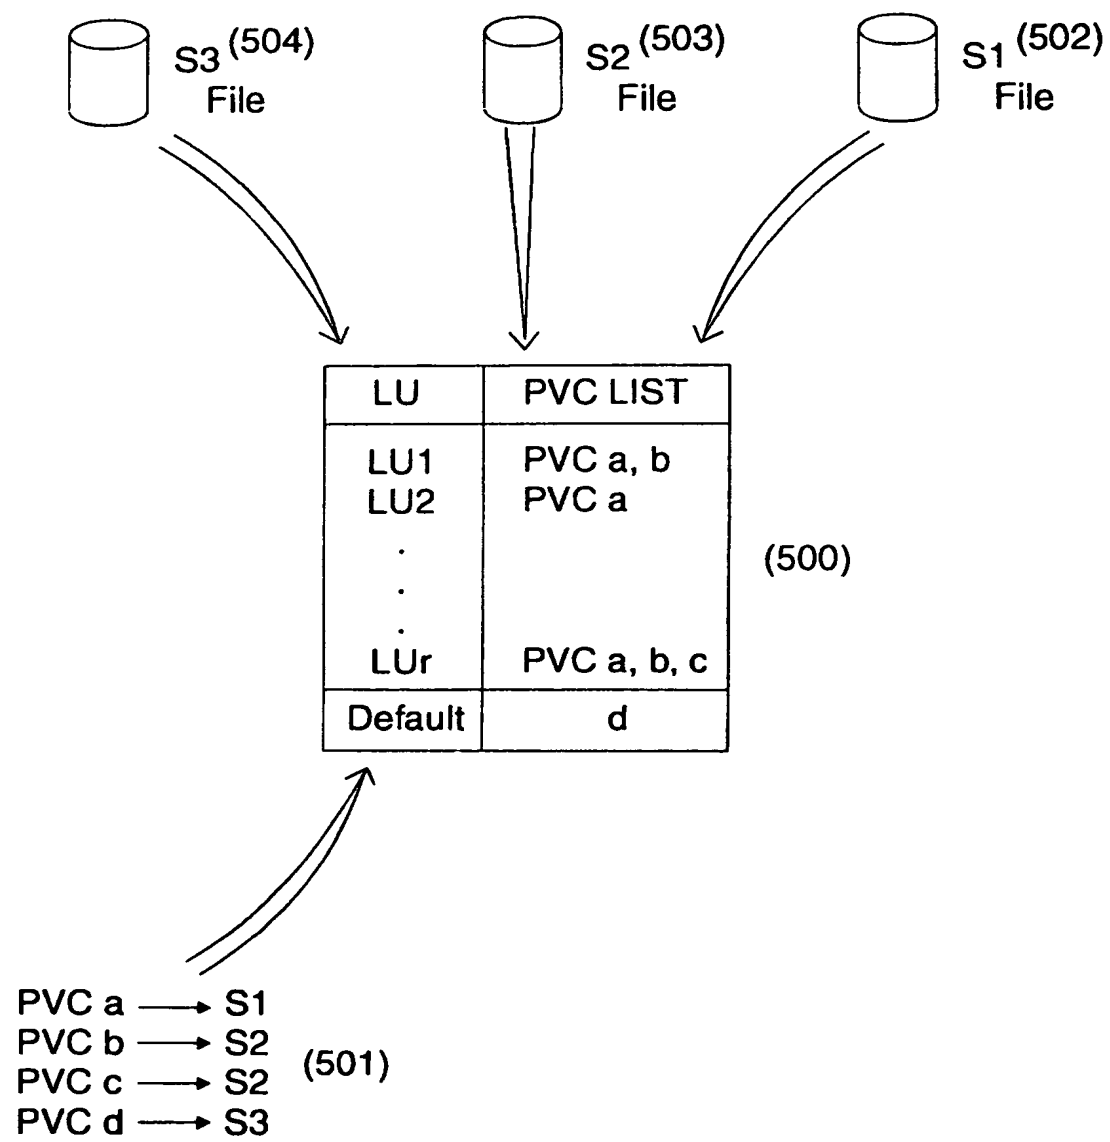 S3 (504)
File
S2 (503)
File
S1 (502)
File
LU PVC LIST
LU1 PVC a, b
LU2 PVC a
.
.
.
LUr PVC a, b, c
Default d
(500)
PVC a → S1
PVC b → S2
PVC c → S2
PVC d → S3
(501)